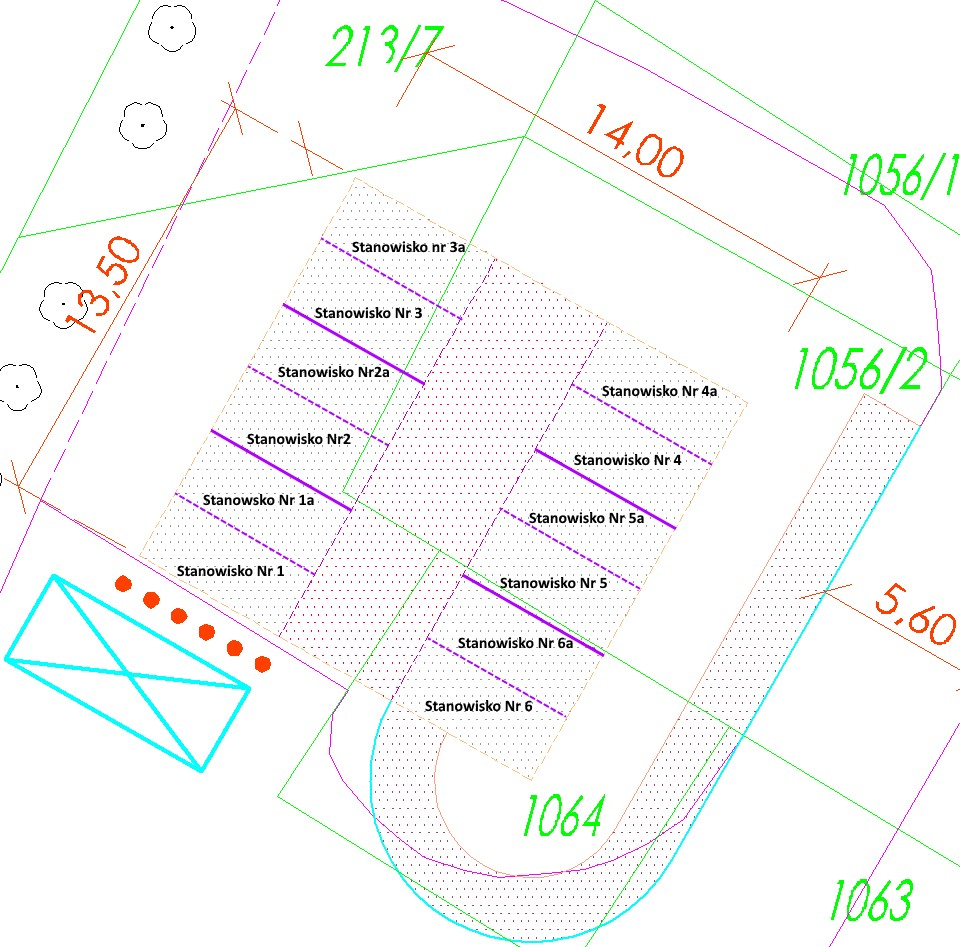 213/7
14,00
1056/1
13,50
Stanowisko nr 3a
Stanowisko Nr 3
Stanowisko Nr2a
Stanowisko Nr2
Stanowsko Nr 1a
Stanowisko Nr 1
1056/2
Stanowisko Nr 4a
Stanowisko Nr 4
Stanowisko Nr 5a
Stanowisko Nr 5
Stanowisko Nr 6a
Stanowisko Nr 6
5,60
1064
1063